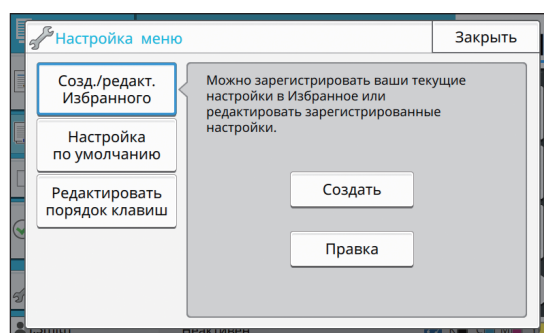 Настройка меню
Закрыть
Созд./редакт.
Избранного
Настройка
по умолчанию
Редактировать
порядок клавиш
Можно зарегистрировать ваши текущие
настройки в Избранное или
редактировать зарегистрированные
настройки.
Создать
Правка